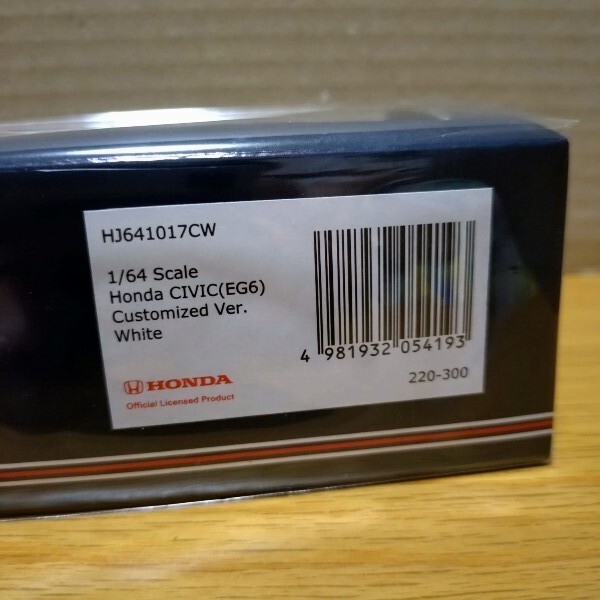 HJ641017CW
1/64 Scale
Honda CIVIC(EG6)
Customized Ver.
White
HONDA
Official Licensed Product
4 981932 054193
220-300